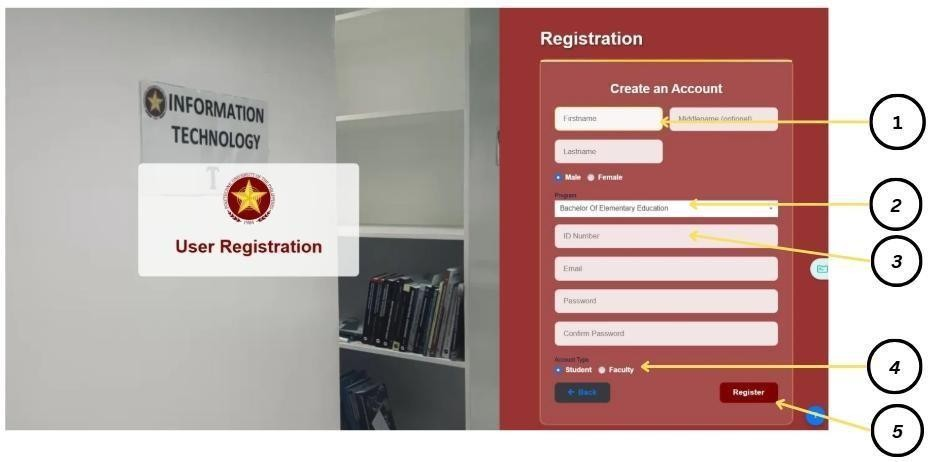 INFORMATION
TECHNOLOGY
T
User Registration
Registration
Create an Account
Firstname
Middlename (optional)
Lastname
Male Female
Program
Bachelor Of Elementary Education
ID Number
Email
Password
Confirm Password
Account Type
Student Faculty
← Back
Register
1
2
3
4
5